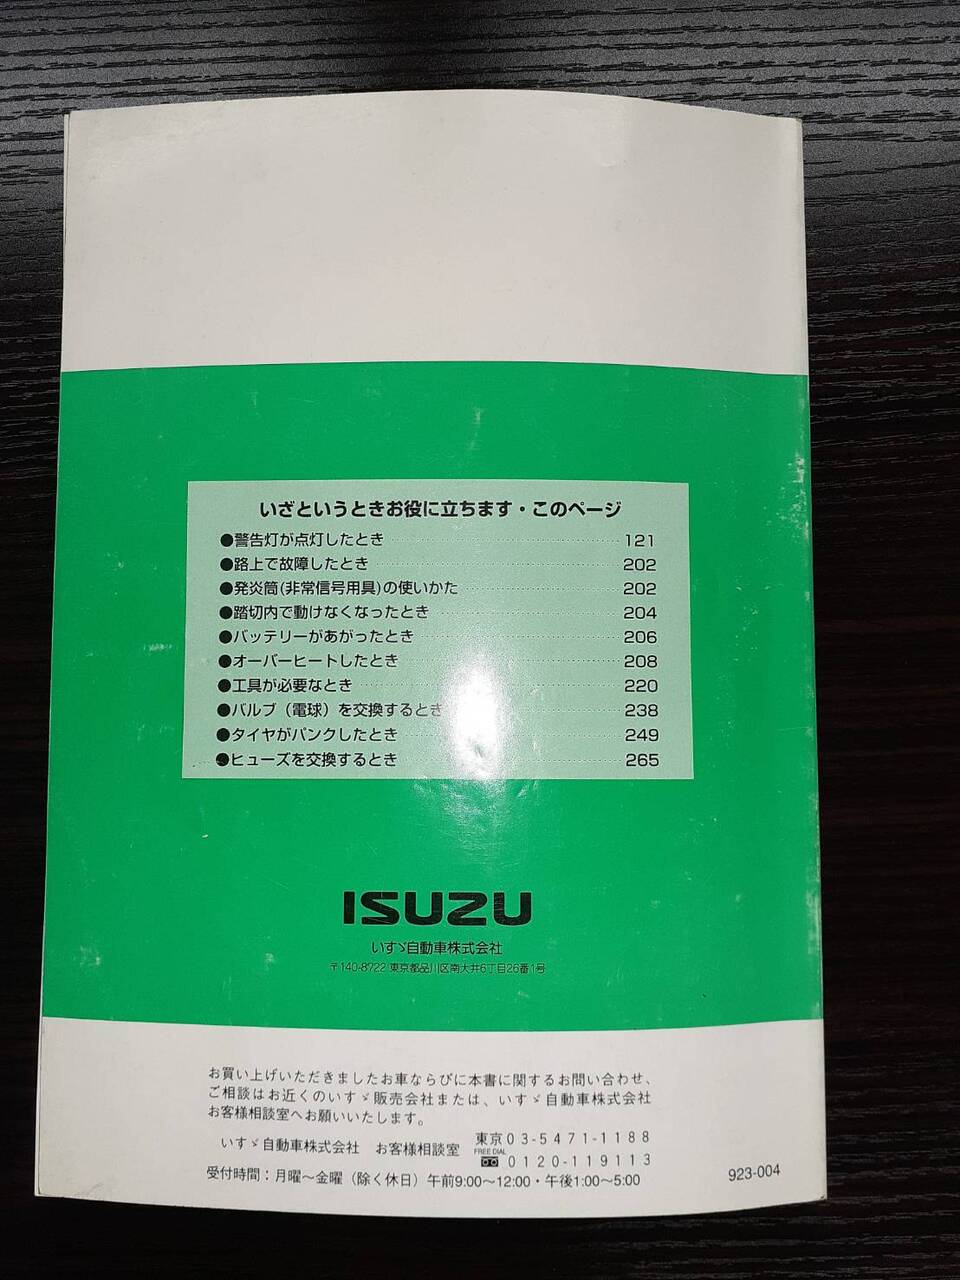 いざというときお役に立ちます・このページ
●警告灯が点灯したとき 121
●路上で故障したとき 202
●発炎筒(非常信号用具)の使いかた 202
●踏切内で動けなくなったとき 204
●バッテリーがあがったとき 206
●オーバーヒートしたとき 208
●工具が必要なとき 220
●バルブ（電球）を交換するとき 238
●タイヤがパンクしたとき 249
●ヒューズを交換するとき 265
ISUZU
いすゞ自動車株式会社
〒140-8722 東京都品川区南大井6丁目26番1号
お買い上げいただきましたお車ならびに本書に関するお問い合わせ、
ご相談はお近くのいすゞ販売会社または、いすゞ自動車株式会社
お客様相談室へお願いいたします。
いすゞ自動車株式会社 お客様相談室 東京03-5471-1188
FREE DIAL
0120-119113
受付時間：月曜〜金曜（除く休日）午前9:00〜12:00・午後1:00〜5:00
923-004